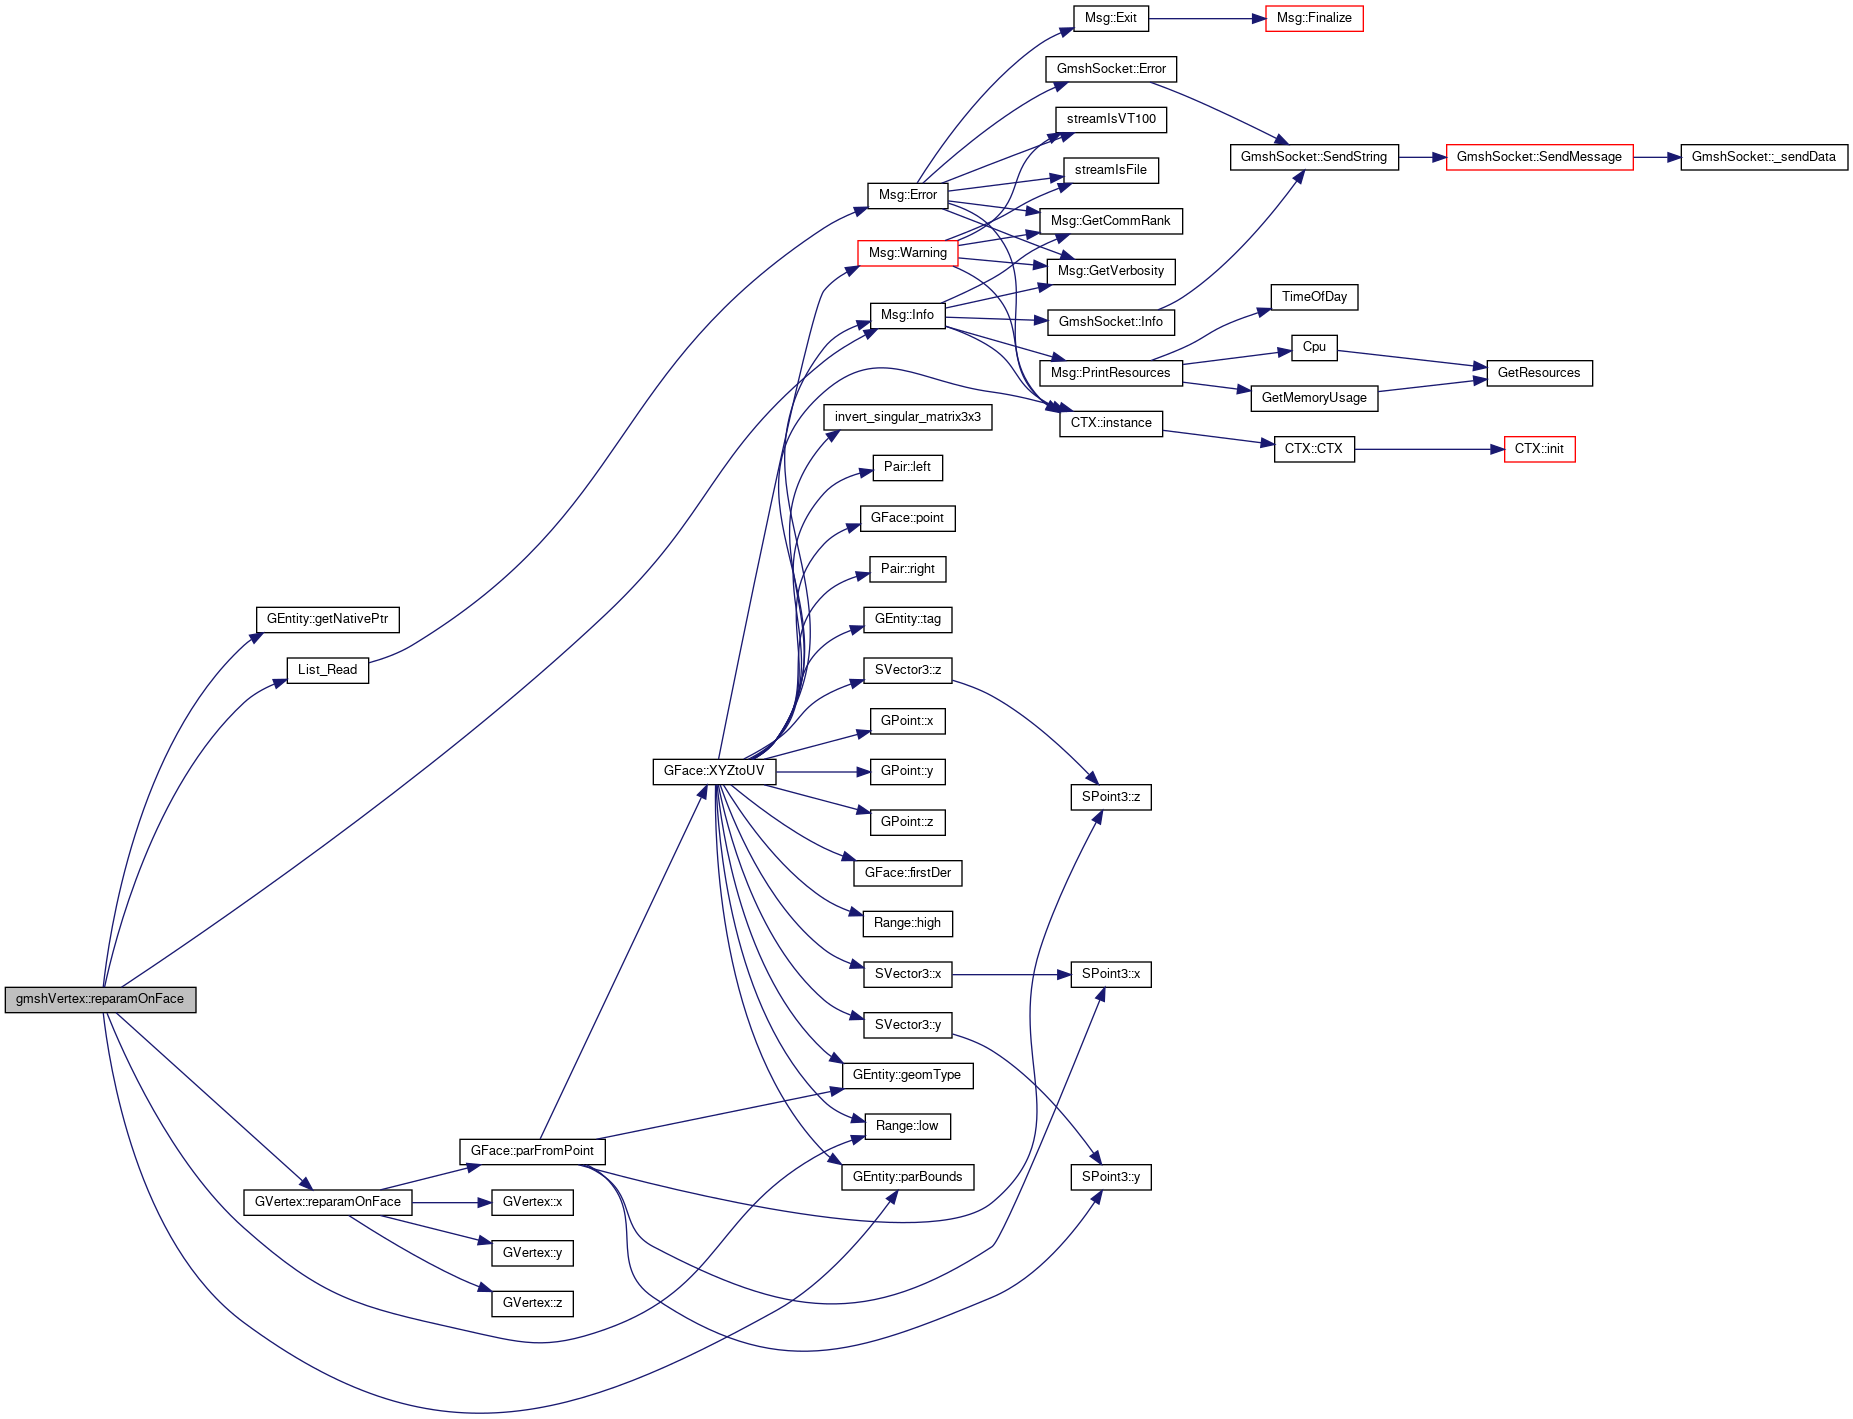 Msg::Exit
Msg::Finalize
GmshSocket::Error
streamIsVT100
GmshSocket::SendString
GmshSocket::SendMessage
GmshSocket::_sendData
streamIsFile
Msg::Error
Msg::GetCommRank
Msg::Warning
Msg::GetVerbosity
TimeOfDay
Msg::Info
GmshSocket::Info
Cpu
Msg::PrintResources
GetResources
GetMemoryUsage
invert_singular_matrix3x3
CTX::instance
CTX::CTX
CTX::init
Pair::left
GFace::point
Pair::right
GEntity::getNativePtr
GEntity::tag
List_Read
SVector3::z
GPoint::x
GFace::XYZtoUV
GPoint::y
SPoint3::z
GPoint::z
GFace::firstDer
Range::high
SVector3::x
SPoint3::x
gmshVertex::reparamOnFace
SVector3::y
GEntity::geomType
Range::low
GFace::parFromPoint
GEntity::parBounds
SPoint3::y
GVertex::reparamOnFace
GVertex::x
GVertex::y
GVertex::z